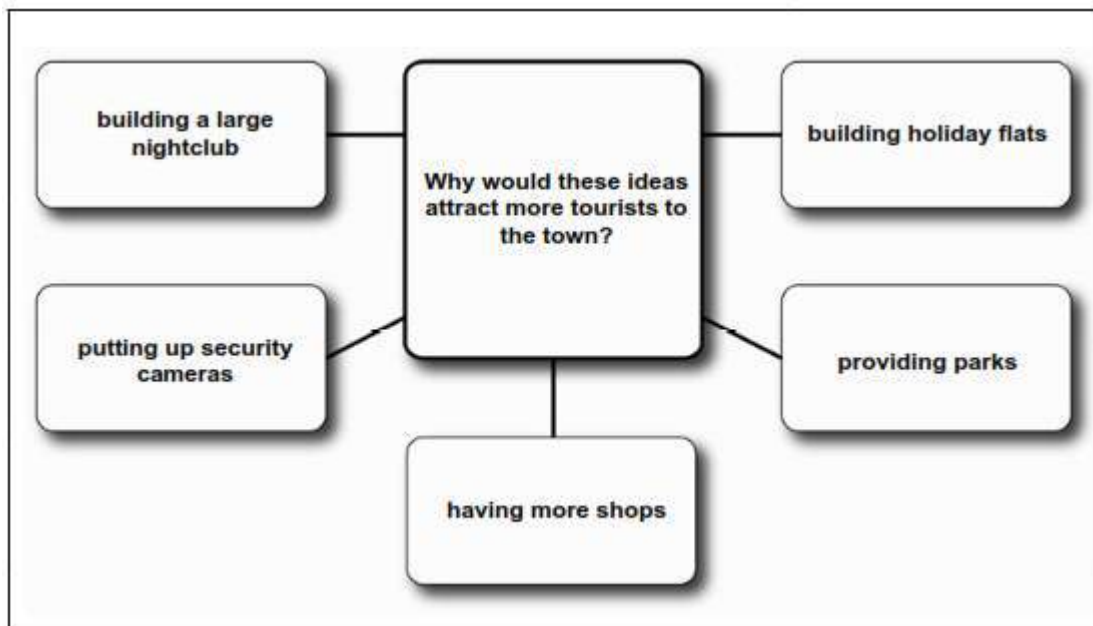 building a large
nightclub
Why would these ideas
attract more tourists to
the town?
building holiday flats
putting up security
cameras
providing parks
having more shops